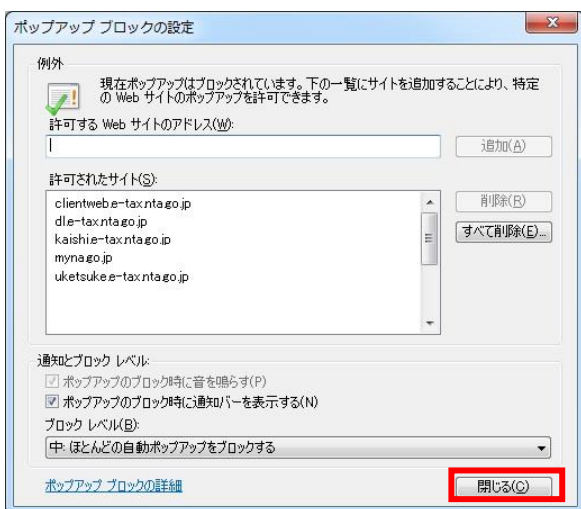 ポップアップ ブロックの設定
例外
現在ポップアップはブロックされています。下の一覧にサイトを追加することにより、特定
の Web サイトのポップアップを許可できます。
許可する Web サイトのアドレス(W):
追加(A)
許可されたサイト(S):
clientweb.e-tax.nta.go.jp
dl.e-tax.nta.go.jp
kaishi.e-tax.nta.go.jp
myna.go.jp
uketsuke.e-tax.nta.go.jp
削除(R)
すべて削除(E)...
通知とブロック レベル:
ポップアップのブロック時に音を鳴らす(P)
ポップアップのブロック時に通知バーを表示する(N)
ブロック レベル(B):
中: ほとんどの自動ポップアップをブロックする
ポップアップ ブロックの詳細
閉じる(C)